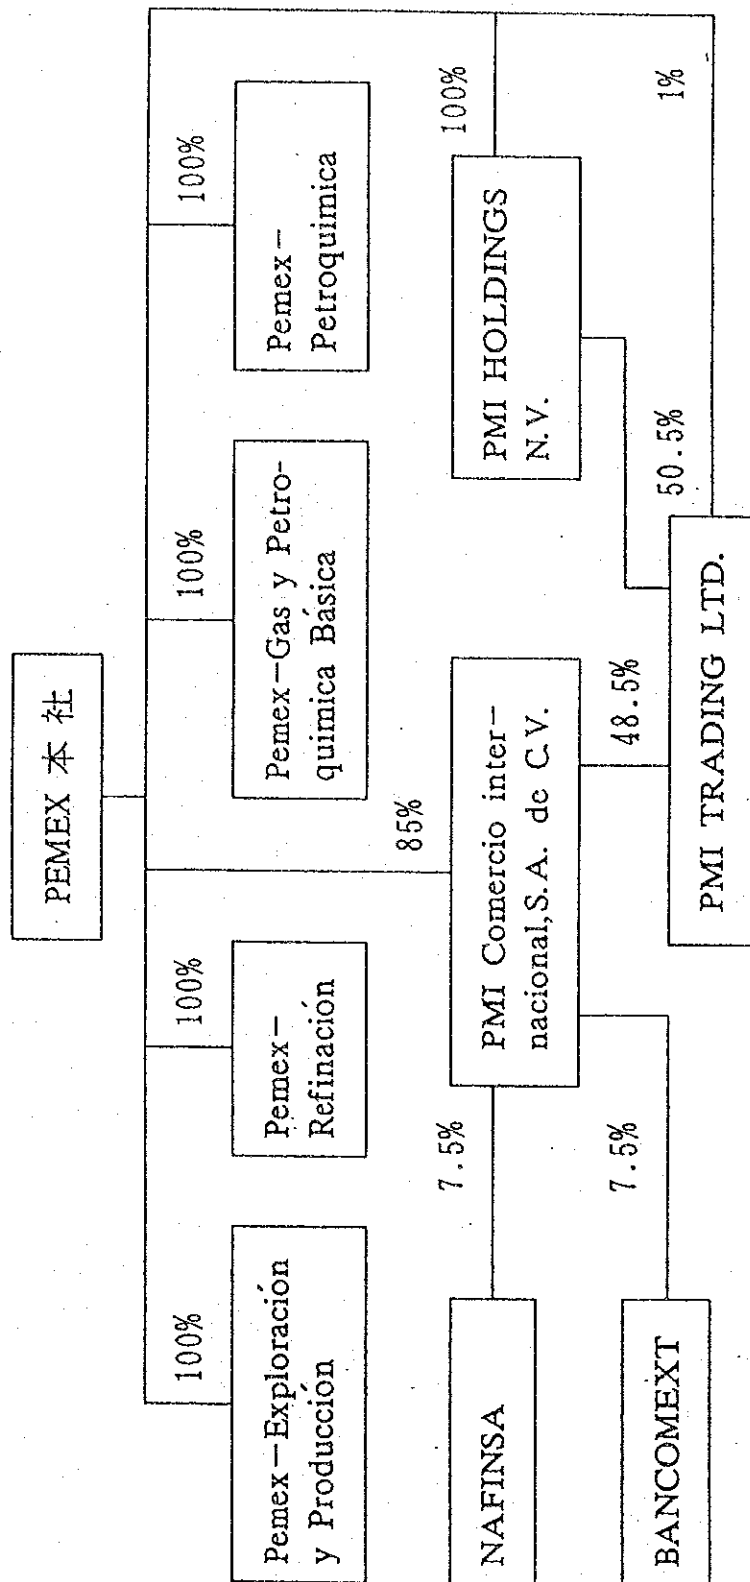 PEMEX 本社
100%
100%
100%
100%
Pemex－Exploración
y Producción
Pemex－
Refinación
Pemex－Gas y Petro-
quimica Básica
Pemex－
Petroquimica
85%
7.5%
100%
NAFINSA
PMI Comercio inter－
nacional,S.A. de C.V.
PMI HOLDINGS
N.V.
7.5%
48.5%
50.5%
1%
BANCOMEXT
PMI TRADING LTD.